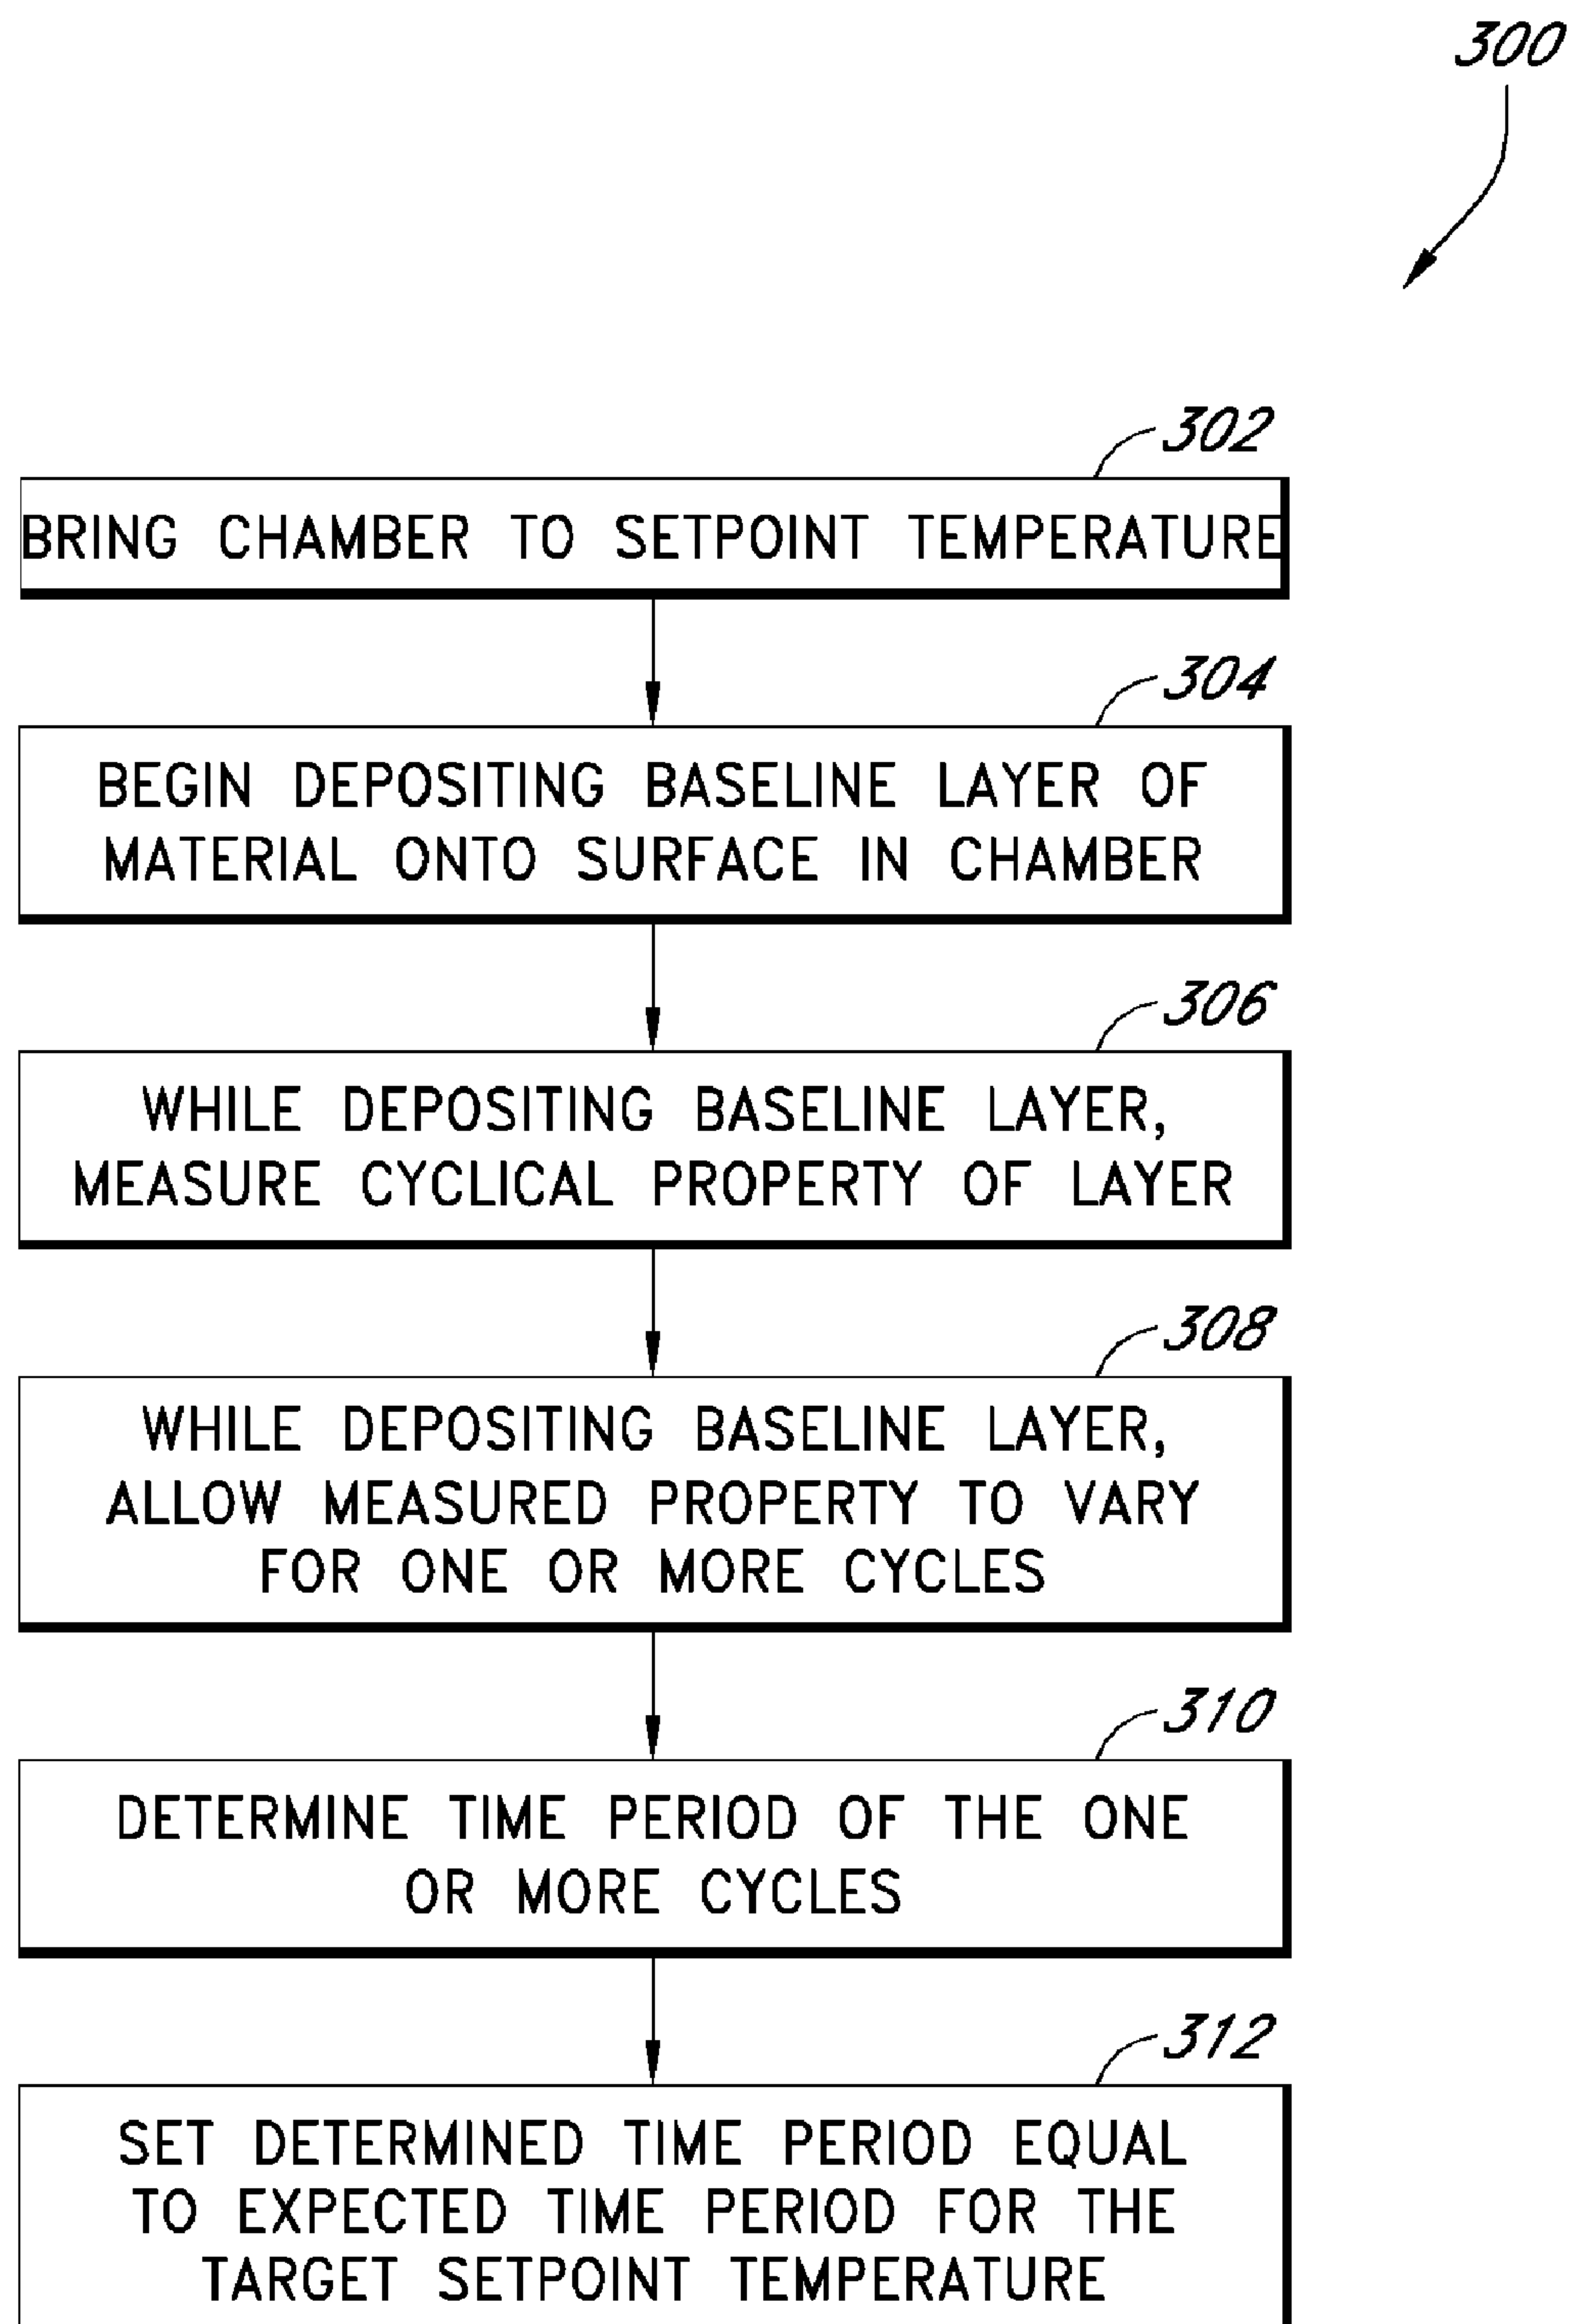 300
302
BRING CHAMBER TO SETPOINT TEMPERATURE
304
BEGIN DEPOSITING BASELINE LAYER OF
MATERIAL ONTO SURFACE IN CHAMBER
306
WHILE DEPOSITING BASELINE LAYER,
MEASURE CYCLICAL PROPERTY OF LAYER
308
WHILE DEPOSITING BASELINE LAYER,
ALLOW MEASURED PROPERTY TO VARY
FOR ONE OR MORE CYCLES
310
DETERMINE TIME PERIOD OF THE ONE
OR MORE CYCLES
312
SET DETERMINED TIME PERIOD EQUAL
TO EXPECTED TIME PERIOD FOR THE
TARGET SETPOINT TEMPERATURE